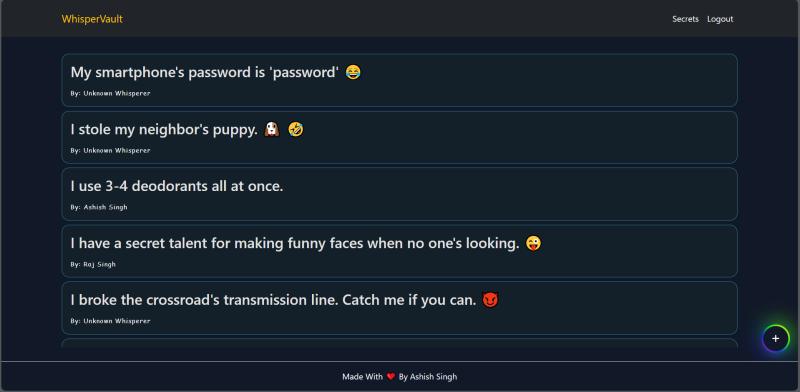 WhisperVault
Secrets Logout
My smartphone's password is 'password' 😂
By: Unknown Whisperer
I stole my neighbor's puppy. 🐶 🤣
By: Unknown Whisperer
I use 3-4 deodorants all at once.
By: Ashish Singh
I have a secret talent for making funny faces when no one's looking. 😜
By: Raj Singh
I broke the crossroad's transmission line. Catch me if you can. 😈
By: Unknown Whisperer
+
Made With ❤️ By Ashish Singh